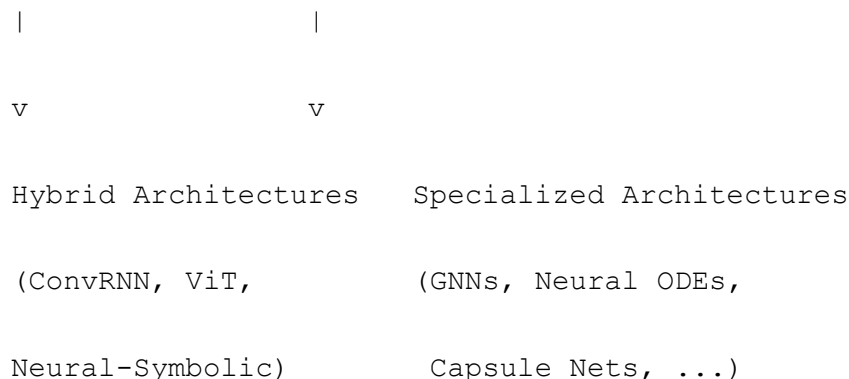 |                |
v                v
Hybrid Architectures   Specialized Architectures
(ConvRNN, ViT,         (GNNs, Neural ODEs,
Neural-Symbolic)        Capsule Nets, ...)